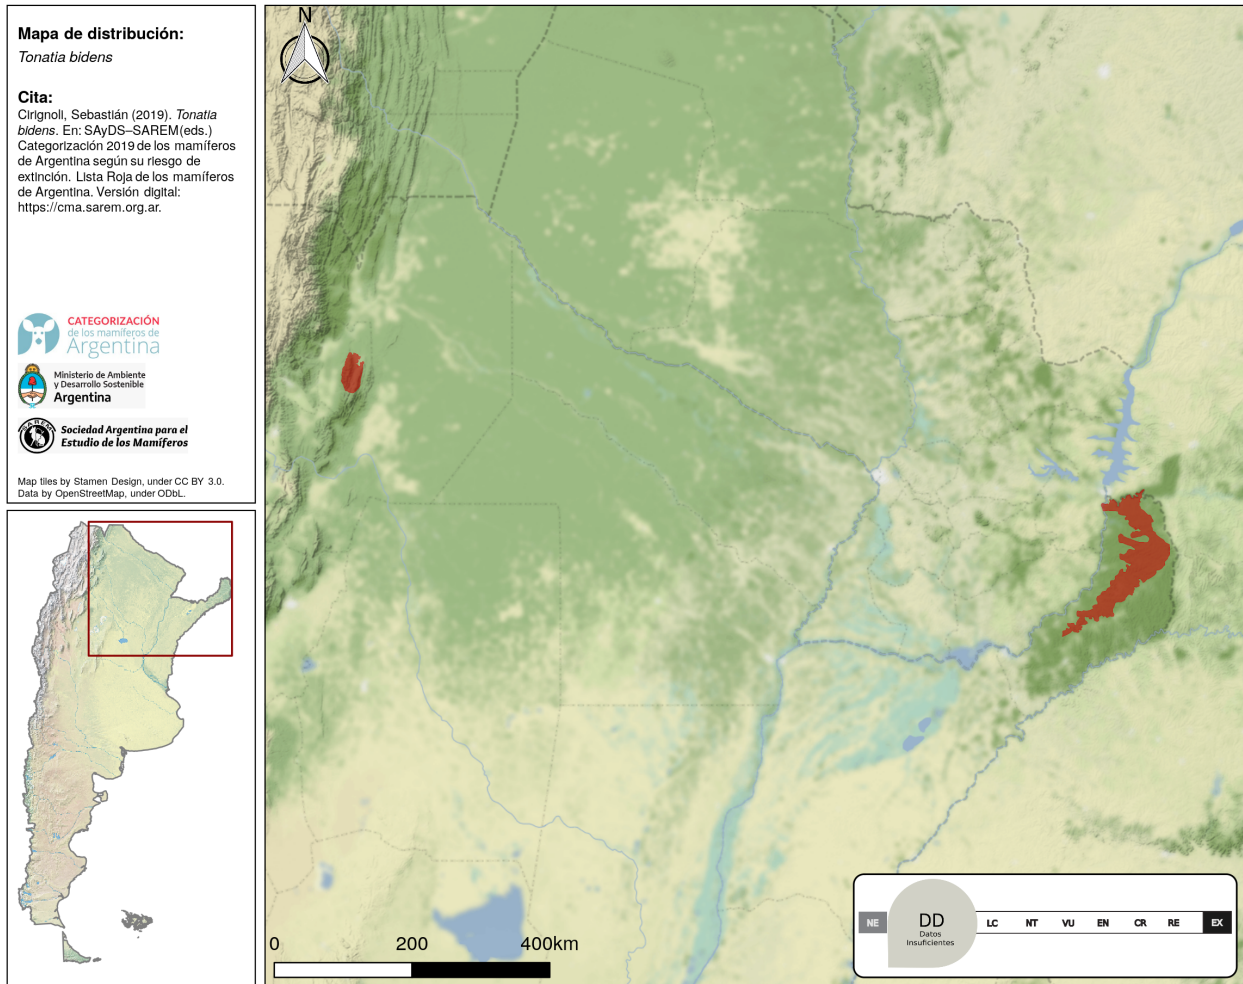 Mapa de distribución:
Tonatia bidens
Cita:
Cirignoli, Sebastián (2019). Tonatia
bidens. En: SAyDS–SAREM (eds.)
Categorización 2019 de los mamíferos
de Argentina según su riesgo de
extinción. Lista Roja de los mamíferos
de Argentina. Versión digital:
https://cma.sarem.org.ar.
CATEGORIZACIÓN
de los mamíferos de
Argentina
Ministerio de Ambiente
y Desarrollo Sostenible
Argentina
SAREM
Sociedad Argentina para el
Estudio de los Mamíferos
Map tiles by Stamen Design, under CC BY 3.0.
Data by OpenStreetMap, under ODbL.
N
0 200 400km
NE DD LC NT VU EN CR RE EX
Datos
Insuficientes